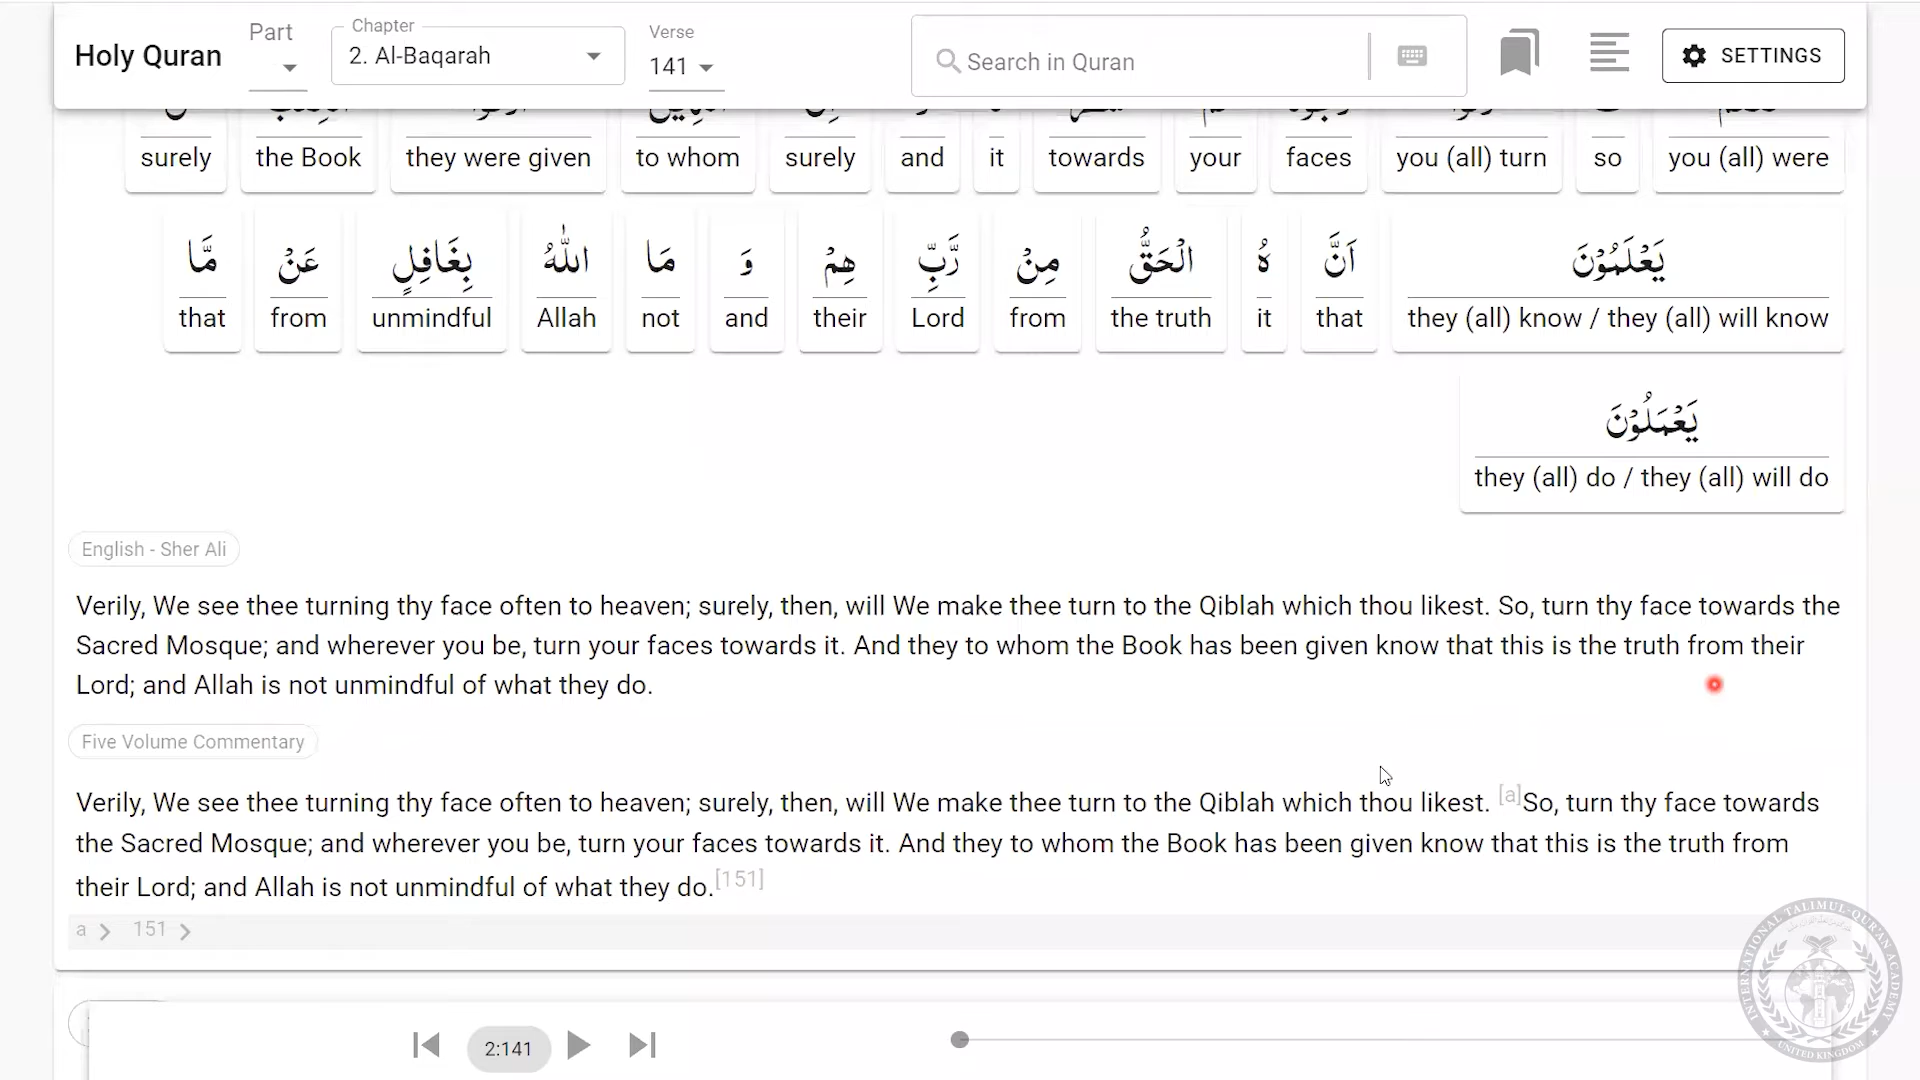 Holy Quran
Part
Chapter
2. Al-Baqarah
Verse
141
Search in Quran
SETTINGS
surely the Book they were given to whom surely and it towards your faces you (all) turn so you (all) were
يَعْلَمُوْنَ اَنَّ هُ الْحَقُّ مِنْ رَّبِّ هِمْ وَ مَا اللّٰهُ بِغَافِلٍ عَنْ مَّا
that from unmindful Allah not and their Lord from the truth it that they (all) know / they (all) will know
يَعْمَلُوْنَ
they (all) do / they (all) will do
English - Sher Ali
Verily, We see thee turning thy face often to heaven; surely, then, will We make thee turn to the Qiblah which thou likest. So, turn thy face towards the
Sacred Mosque; and wherever you be, turn your faces towards it. And they to whom the Book has been given know that this is the truth from their
Lord; and Allah is not unmindful of what they do.
Five Volume Commentary
Verily, We see thee turning thy face often to heaven; surely, then, will We make thee turn to the Qiblah which thou likest. [a]So, turn thy face towards
the Sacred Mosque; and wherever you be, turn your faces towards it. And they to whom the Book has been given know that this is the truth from
their Lord; and Allah is not unmindful of what they do.[151]
a 151
2:141
INTERNATIONAL TALIMUL-QUR'AN ACADEMY
UNITED KINGDOM